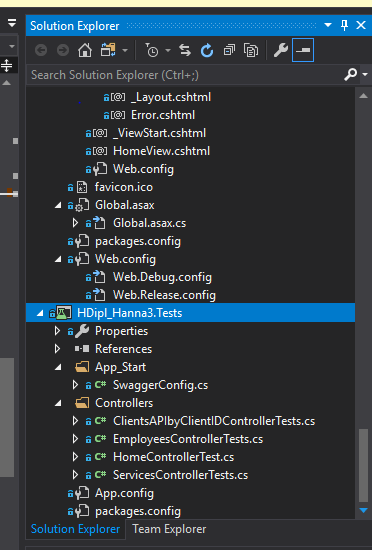 Solution Explorer
Search Solution Explorer (Ctrl+;)
_Layout.cshtml
Error.cshtml
_ViewStart.cshtml
HomeView.cshtml
Web.config
favicon.ico
Global.asax
C# Global.asax.cs
packages.config
Web.config
Web.Debug.config
Web.Release.config
HDipl_Hanna3.Tests
Properties
References
App_Start
C# SwaggerConfig.cs
Controllers
C# ClientsAPIbyClientIDControllerTests.cs
C# EmployeesControllerTests.cs
C# HomeControllerTest.cs
C# ServicesControllerTests.cs
App.config
packages.config
Solution Explorer Team Explorer